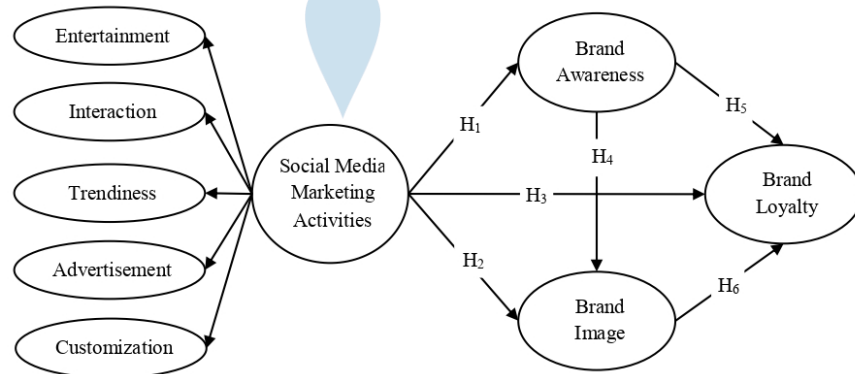 Entertainment
Interaction
Trendiness
Advertisement
Customization
Social Media
Marketing
Activities
H₁
H₃
H₂
Brand
Awareness
H₄
Brand
Image
H₅
H₆
Brand
Loyalty